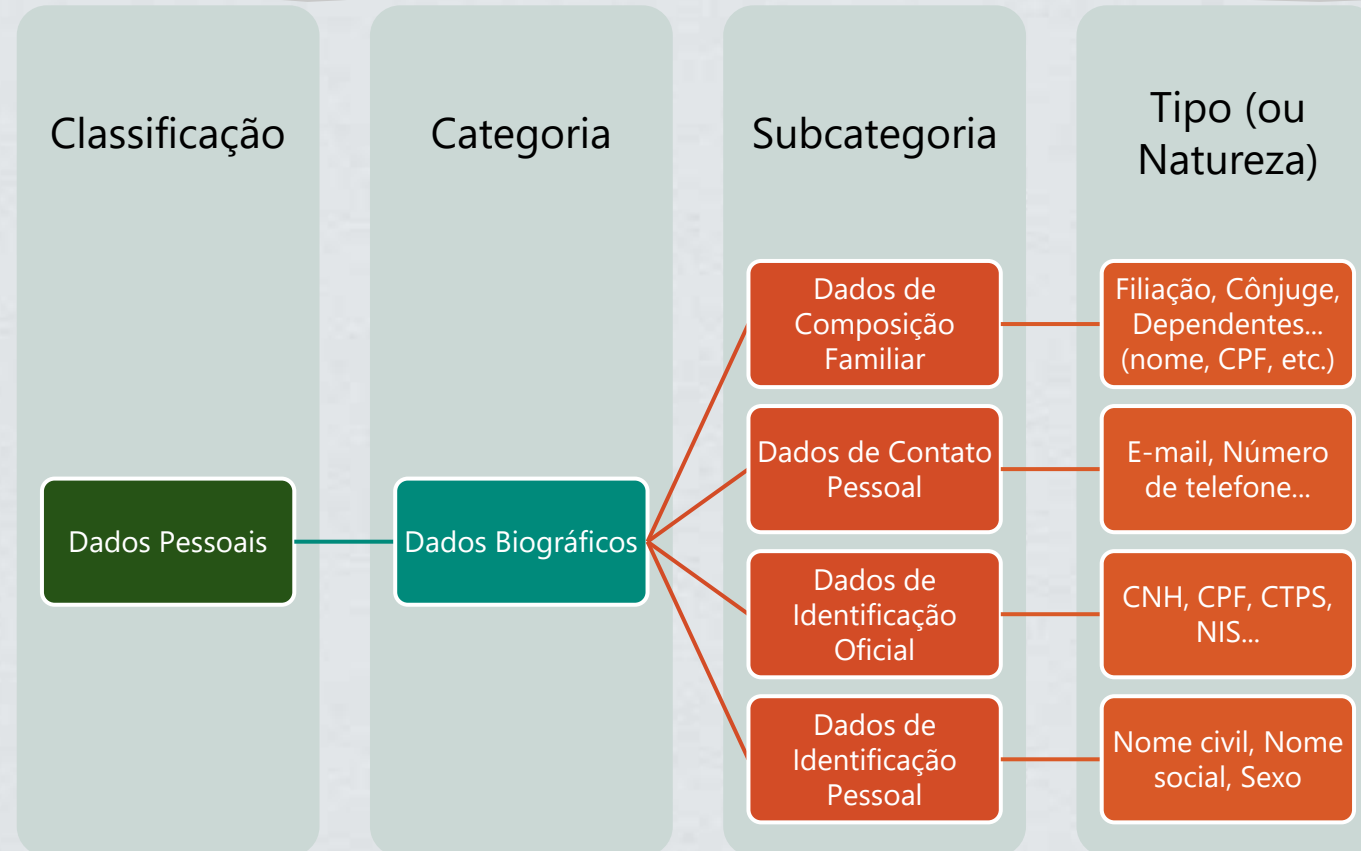 Classificação
Categoria
Subcategoria
Tipo (ou
Natureza)
Dados Pessoais
Dados Biográficos
Dados de
Composição
Familiar
Filiação, Cônjuge,
Dependentes...
(nome, CPF, etc.)
Dados de Contato
Pessoal
E-mail, Número
de telefone...
Dados de
Identificação
Oficial
CNH, CPF, CTPS,
NIS...
Dados de
Identificação
Pessoal
Nome civil, Nome
social, Sexo